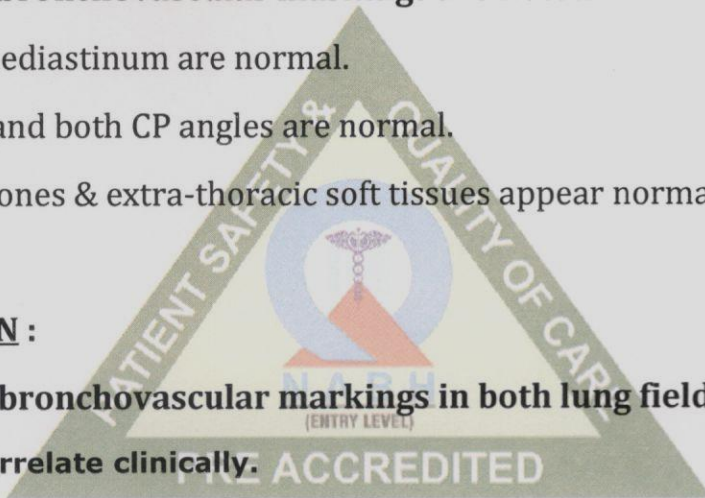 ediastinum are normal.
and both CP angles are normal.
ones & extra-thoracic soft tissues appear norma
N :
bronchovascular markings in both lung field
rrelate clinically.
PATIENT SAFETY & QUALITY OF CARE
NABH
(ENTRY LEVEL)
PRE ACCREDITED